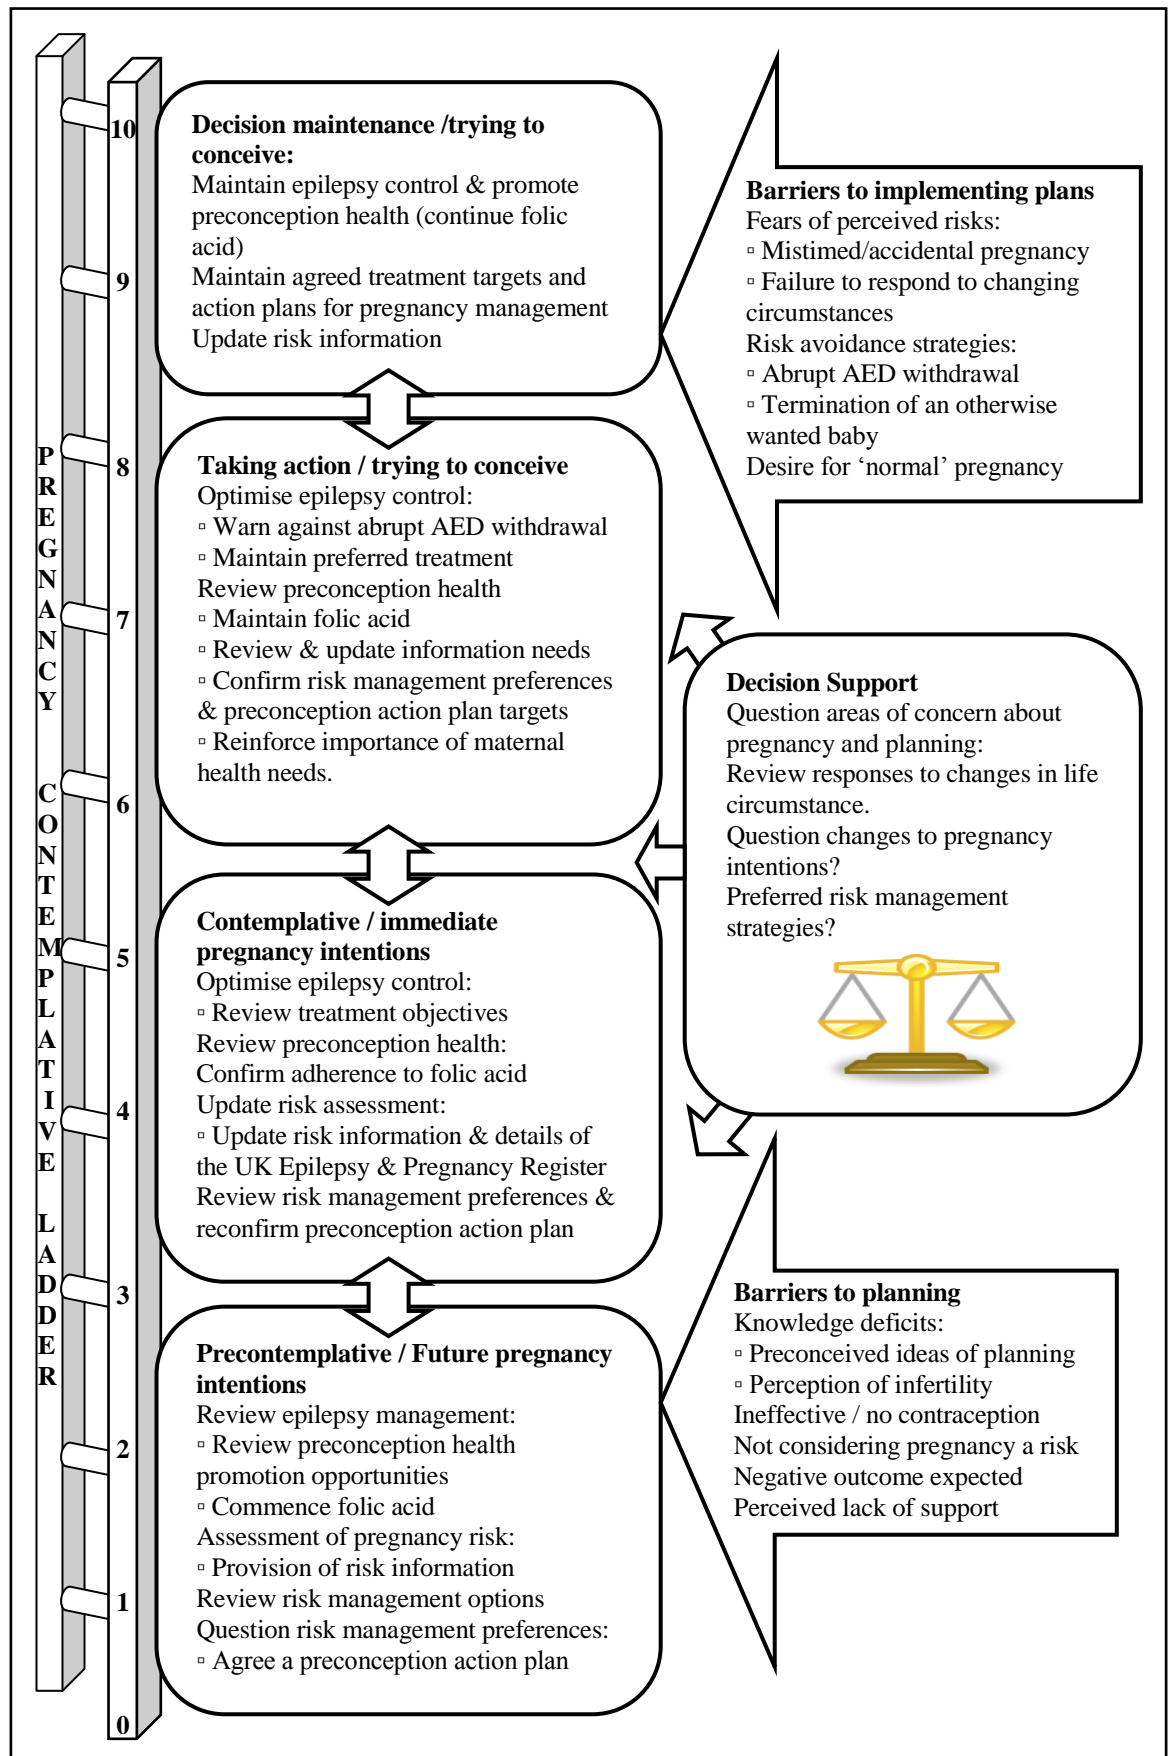 PREGNANCY CONTEMPLATIVE LADDER
10
9
8
7
6
5
4
3
2
1
0
Decision maintenance /trying to
conceive:
Maintain epilepsy control & promote
preconception health (continue folic
acid)
Maintain agreed treatment targets and
action plans for pregnancy management
Update risk information
Taking action / trying to conceive
Optimise epilepsy control:
▫ Warn against abrupt AED withdrawal
▫ Maintain preferred treatment
Review preconception health
▫ Maintain folic acid
▫ Review & update information needs
▫ Confirm risk management preferences
& preconception action plan targets
▫ Reinforce importance of maternal
health needs.
Contemplative / immediate
pregnancy intentions
Optimise epilepsy control:
▫ Review treatment objectives
Review preconception health:
Confirm adherence to folic acid
Update risk assessment:
▫ Update risk information & details of
the UK Epilepsy & Pregnancy Register
Review risk management preferences &
reconfirm preconception action plan
Precontemplative / Future pregnancy
intentions
Review epilepsy management:
▫ Review preconception health
promotion opportunities
▫ Commence folic acid
Assessment of pregnancy risk:
▫ Provision of risk information
Review risk management options
Question risk management preferences:
▫ Agree a preconception action plan
Barriers to implementing plans
Fears of perceived risks:
▫ Mistimed/accidental pregnancy
▫ Failure to respond to changing
circumstances
Risk avoidance strategies:
▫ Abrupt AED withdrawal
▫ Termination of an otherwise
wanted baby
Desire for ‘normal’ pregnancy
Decision Support
Question areas of concern about
pregnancy and planning:
Review responses to changes in life
circumstance.
Question changes to pregnancy
intentions?
Preferred risk management
strategies?
Barriers to planning
Knowledge deficits:
▫ Preconceived ideas of planning
▫ Perception of infertility
Ineffective / no contraception
Not considering pregnancy a risk
Negative outcome expected
Perceived lack of support